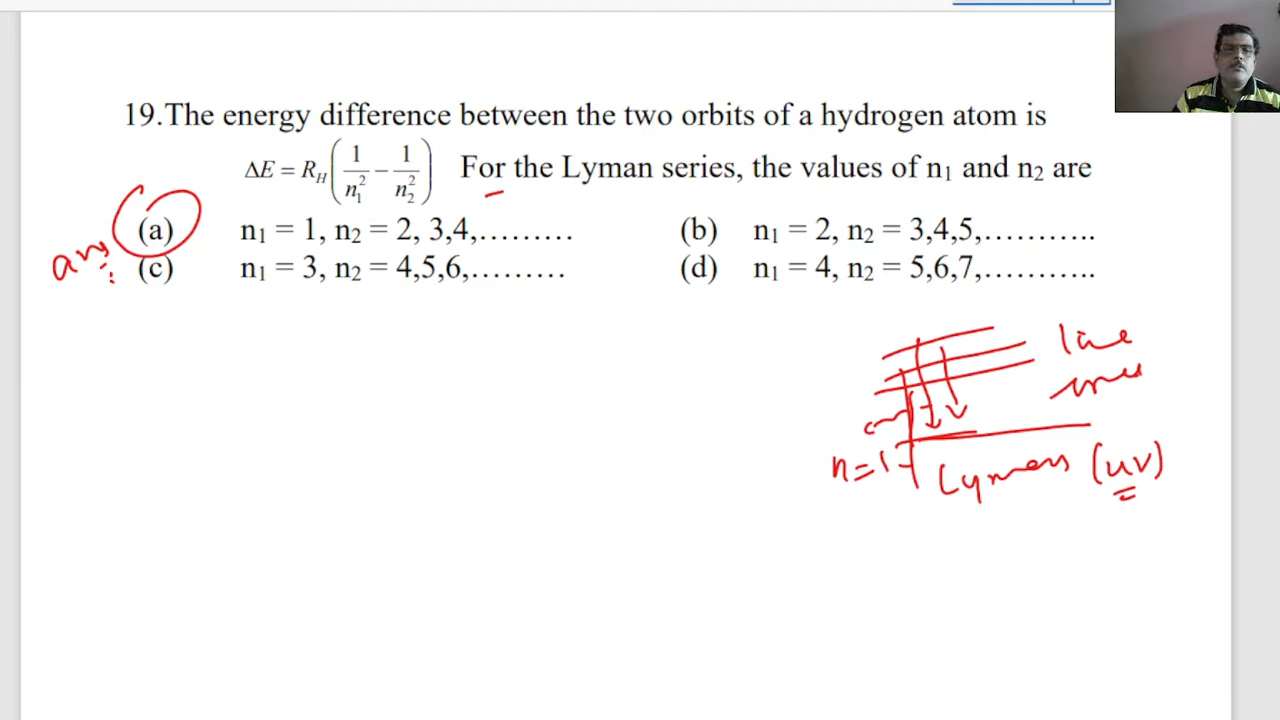 19.The energy difference between the two orbits of a hydrogen atom is
ΔE = R_H(1/n₁² − 1/n₂²) For the Lyman series, the values of n₁ and n₂ are
(a) n₁ = 1, n₂ = 2, 3,4,……… (b) n₁ = 2, n₂ = 3,4,5,………..
ans
(c) n₁ = 3, n₂ = 4,5,6,……… (d) n₁ = 4, n₂ = 5,6,7,………..
line
n=1 Lymens (uv)